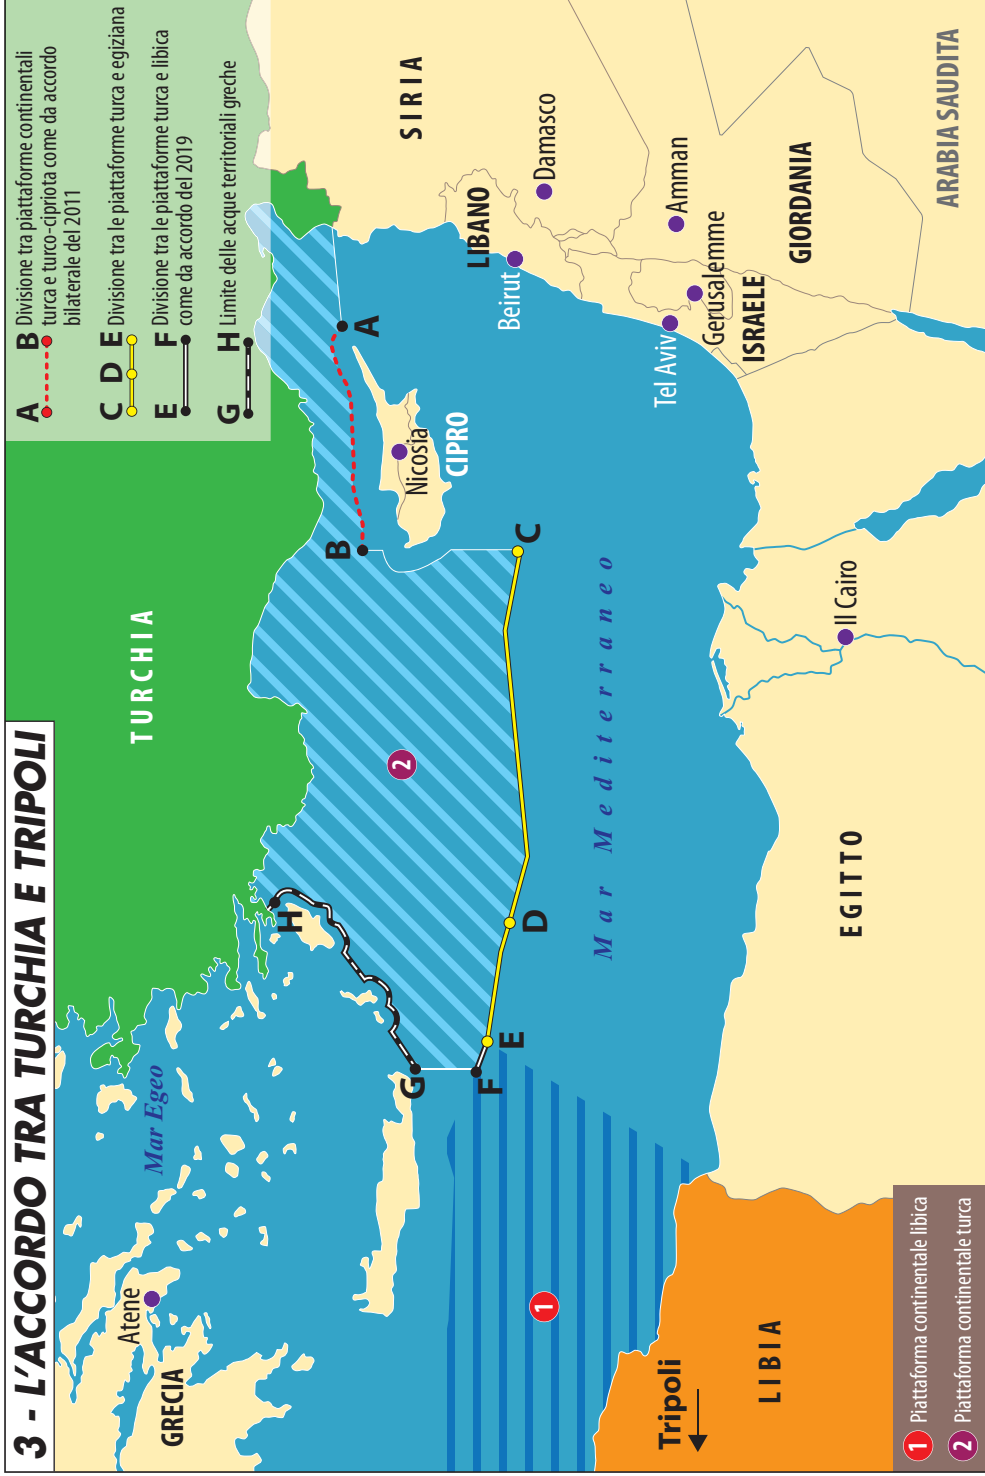 3 - L'ACCORDO TRA TURCHIA E TRIPOLI
A B Divisione tra piattaforme continentali
turca e turco-cipriota come da accordo
bilaterale del 2011
C D E Divisione tra le piattaforme turca e egiziana
E F Divisione tra le piattaforme turca e libica
come da accordo del 2019
G H Limite delle acque territoriali greche
TURCHIA
Mar Egeo
Atene
GRECIA
H
2
B
A
G
F
E
D
C
Nicosia
CIPRO
SIRIA
LIBANO
Damasco
Beirut
Mar Mediterraneo
1
Tel Aviv
Amman
Gerusalemme
ISRAELE
GIORDANIA
ARABIA SAUDITA
Tripoli
LIBIA
EGITTO
Il Cairo
1 Piattaforma continentale libica
2 Piattaforma continentale turca